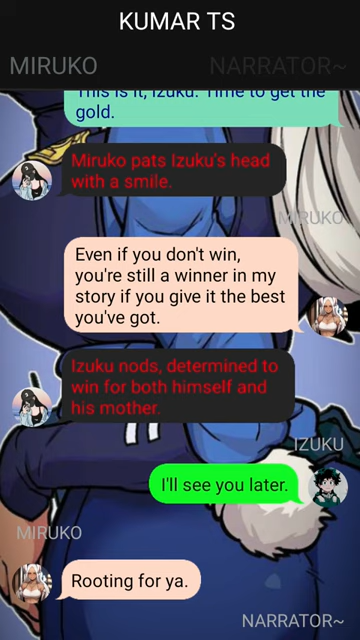 KUMAR TS
MIRUKO NARRATOR~
This is it, Izuku. Time to get the
gold.
Miruko pats Izuku's head
with a smile.
MIRUKO
Even if you don't win,
you're still a winner in my
story if you give it the best
you've got.
Izuku nods, determined to
win for both himself and
his mother.
IZUKU
I'll see you later.
MIRUKO
Rooting for ya.
NARRATOR~